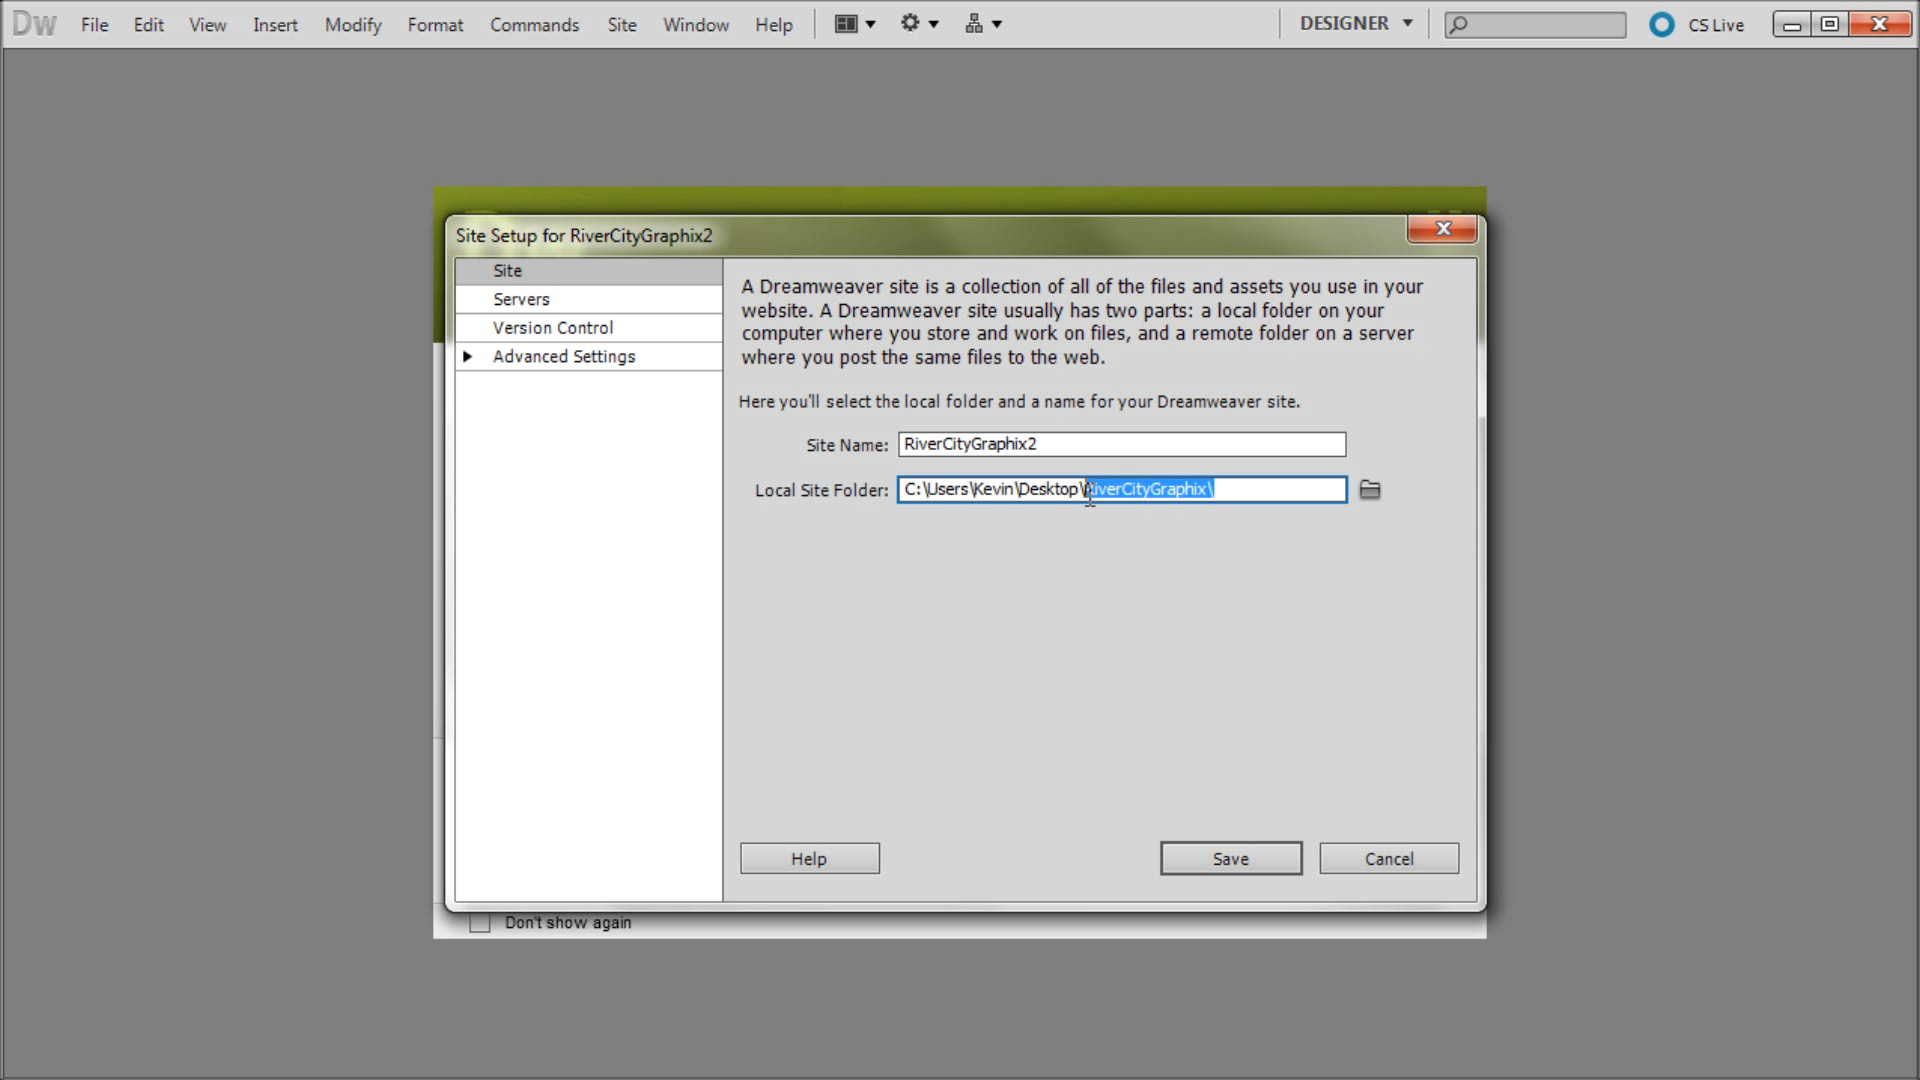 Dw File Edit View Insert Modify Format Commands Site Window Help DESIGNER CS Live
Site Setup for RiverCityGraphix2
Site
Servers
Version Control
Advanced Settings
A Dreamweaver site is a collection of all of the files and assets you use in your
website. A Dreamweaver site usually has two parts: a local folder on your
computer where you store and work on files, and a remote folder on a server
where you post the same files to the web.
Here you'll select the local folder and a name for your Dreamweaver site.
Site Name: RiverCityGraphix2
Local Site Folder: C:\Users\Kevin\Desktop\RiverCityGraphix\
Help Save Cancel
Don't show again